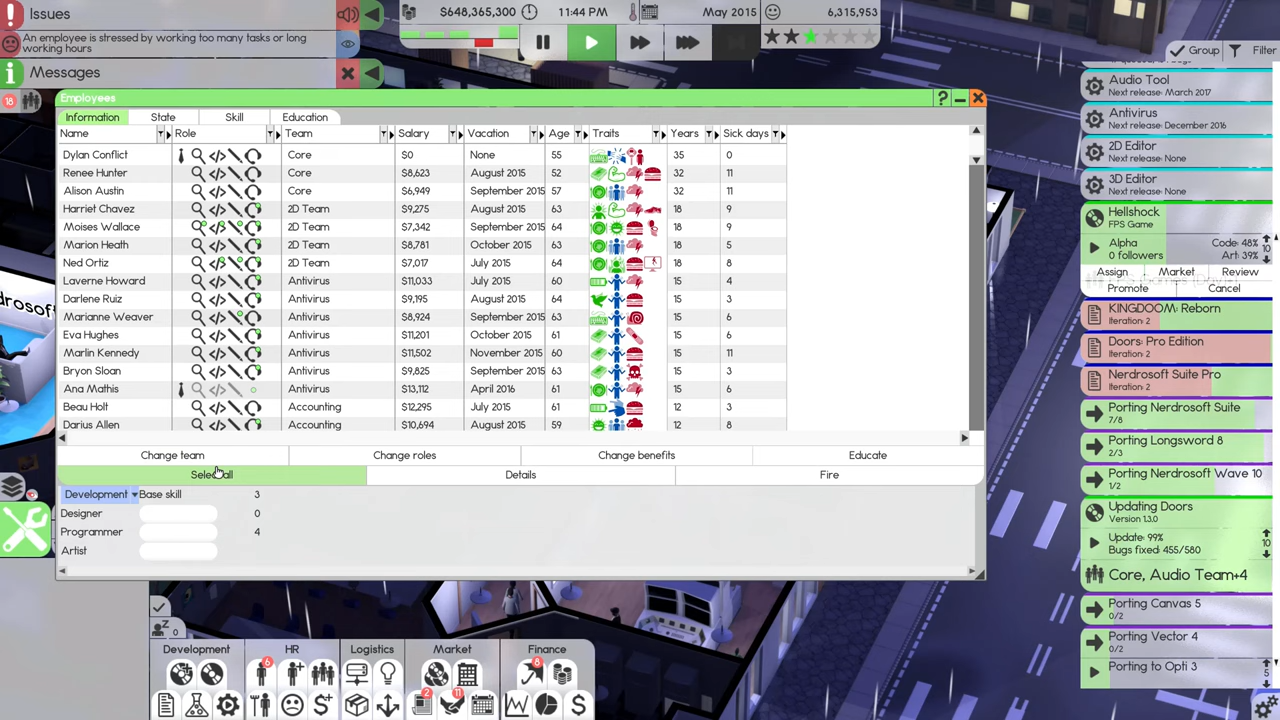 Issues
An employee is stressed by working too many tasks or long
working hours
Messages
$648,365,300
11:44 PM
May 2015
6,315,953
Group
Filter
18
Employees
?
Information State Skill Education
Name Role Team Salary Vacation Age Traits Years Sick days
Dylan Conflict Core $0 None 55 35 0
Renee Hunter Core $8,623 August 2015 52 32 11
Alison Austin Core $6,949 September 2015 57 32 11
Harriet Chavez 2D Team $9,278 August 2015 63 18 9
Moises Wallace 2D Team $7,342 September 2015 64 18 9
Marion Heath 2D Team $8,781 October 2015 63 18 5
Ned Ortiz 2D Team $7,017 July 2015 64 18 8
Laverne Howard Antivirus $11,033 July 2015 60 15 4
Darlene Ruiz Antivirus $9,195 August 2015 64 15 3
Marianne Weaver Antivirus $8,924 September 2015 63 15 6
Eva Hughes Antivirus $11,201 October 2015 61 15 6
Marlin Kennedy Antivirus $11,502 November 2015 60 15 11
Bryon Sloan Antivirus $9,825 September 2015 63 15 3
Ana Mathis Antivirus $13,112 April 2016 61 15 6
Beau Holt Accounting $12,295 July 2015 61 12 3
Darius Allen Accounting $10,694 August 2015 59 12 8
Change team Change roles Change benefits Educate
Select all Details Fire
Development Base skill 3
Designer 0
Programmer 4
Artist
Audio Tool
Next release: March 2017
Antivirus
Next release: December 2016
2D Editor
Next release: None
3D Editor
Next release: None
Hellshock
FPS Game
Alpha
0 followers
Code: 48%
Art: 39%
10
Assign Market Review
Promote Cancel
KINGDOOM: Reborn
Iteration: 2
Doors: Pro Edition
Iteration: 2
Nerdrosoft Suite Pro
Iteration: 2
Porting Nerdrosoft Suite
7/8
Porting Longsword 8
2/3
Porting Nerdrosoft Wave 10
1/2
Updating Doors
Version 1.3.0
Update: 99%
Bugs fixed: 455/580
10
Core, Audio Team+4
Porting Canvas 5
0/2
Porting Vector 4
0/2
Porting to Opti 3
5
Z 0
Development HR Logistics Market Finance
6
8
2
11